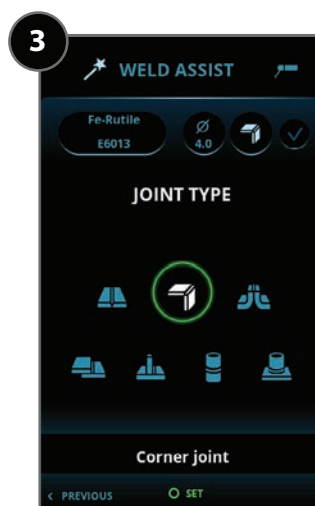 3
WELD ASSIST
Fe-Rutile
E6013
Ø
4.0
JOINT TYPE
Corner joint
< PREVIOUS
SET